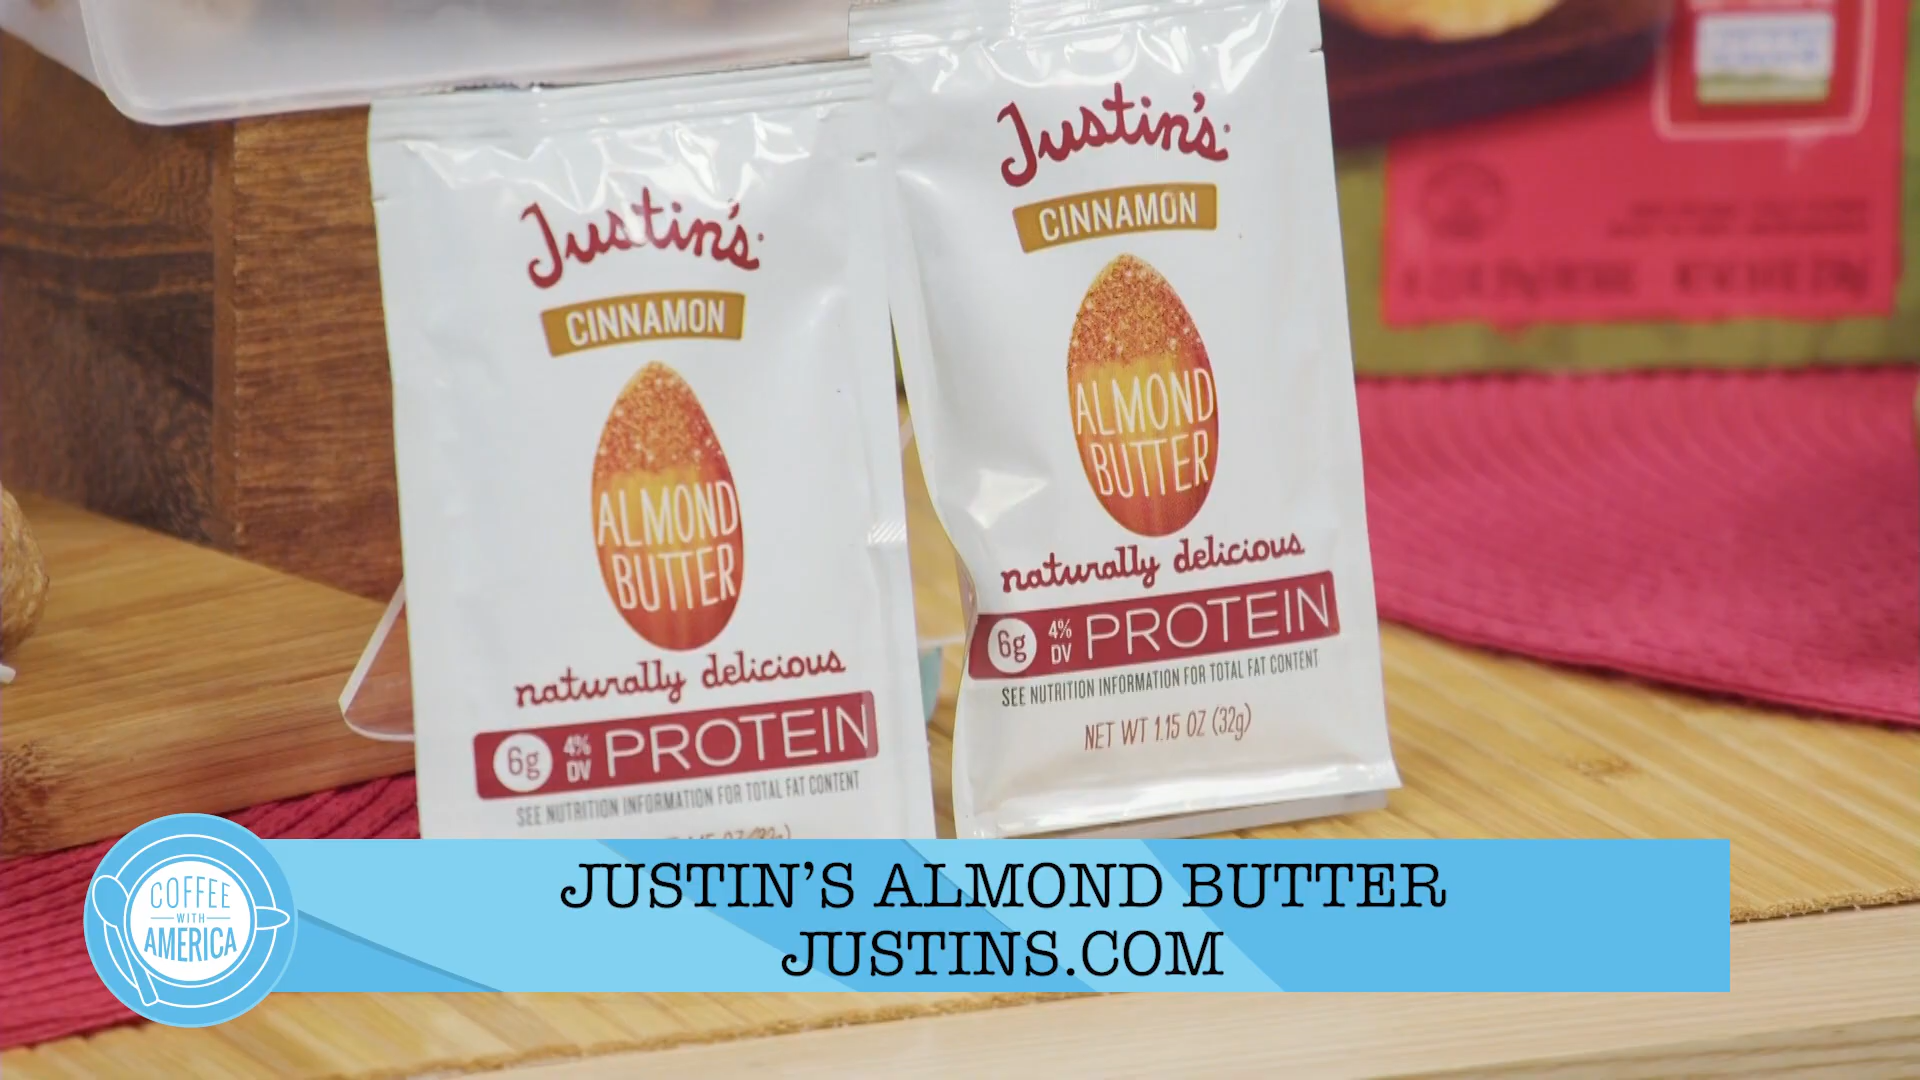 Justin's
CINNAMON
ALMOND
BUTTER
naturally delicious
6g 4% DV PROTEIN
SEE NUTRITION INFORMATION FOR TOTAL FAT CONTENT
Justin's
CINNAMON
ALMOND
BUTTER
naturally delicious
6g 4% DV PROTEIN
SEE NUTRITION INFORMATION FOR TOTAL FAT CONTENT
NET WT 1.15 OZ (32g)
COFFEE
WITH
AMERICA
JUSTIN'S ALMOND BUTTER
JUSTINS.COM